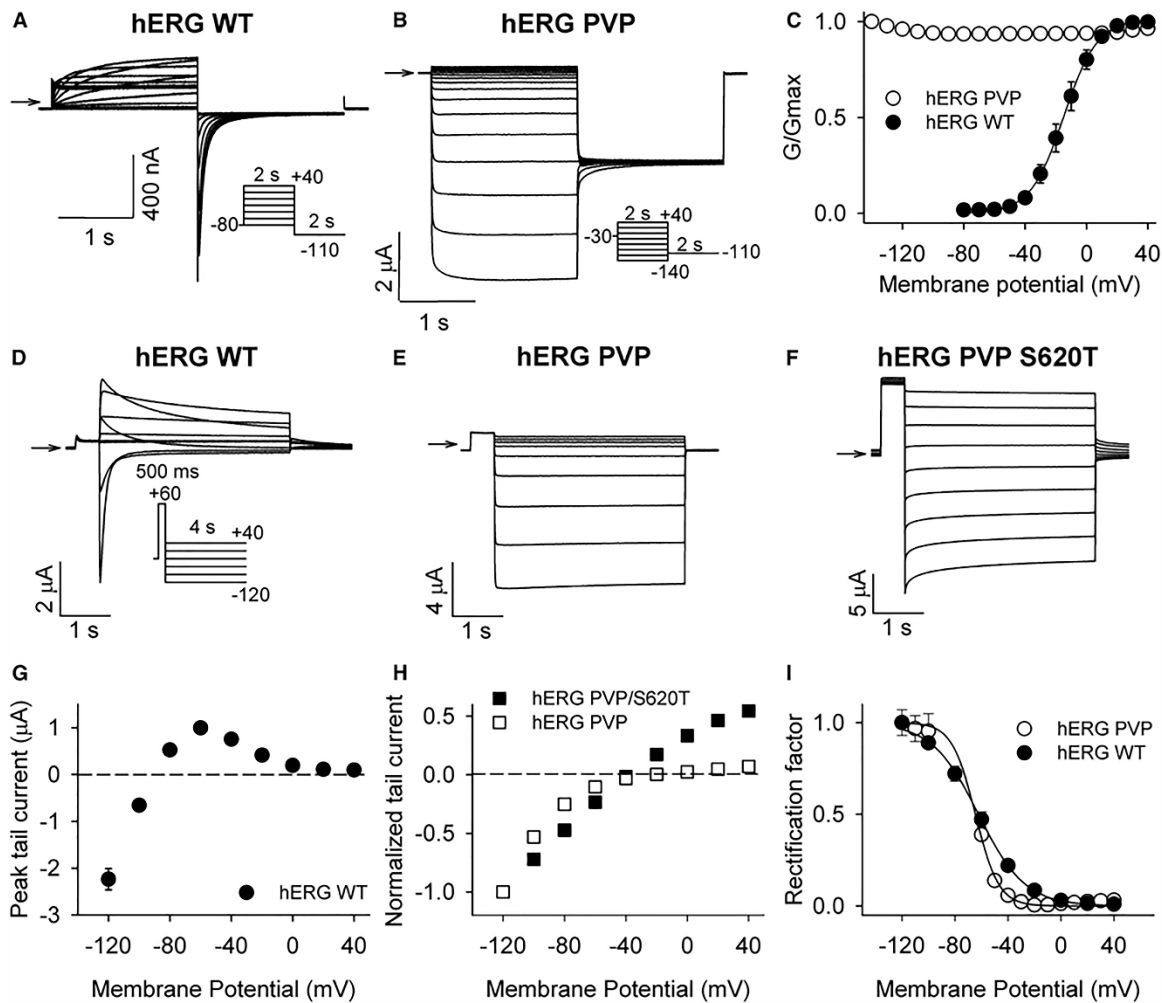 A
hERG WT
400 nA
1 s
2 s +40
-80
2 s
-110
B
hERG PVP
2 µA
1 s
2 s +40
-30
2 s
-110
-140
C
G/Gmax
1.0
0.5
0.0
hERG PVP
hERG WT
-120 -80 -40 0 40
Membrane potential (mV)
D
hERG WT
500 ms
+60
4 s
+40
-120
2 µA
1 s
E
hERG PVP
4 µA
1 s
F
hERG PVP S620T
5 µA
1 s
G
Peak tail current (µA)
1
0
-1
-2
-3
hERG WT
-120 -80 -40 0 40
Membrane Potential (mV)
H
Normalized tail current
hERG PVP/S620T
hERG PVP
0.5
0.0
-0.5
-1.0
-120 -80 -40 0 40
Membrane Potential (mV)
I
Rectification factor
1.0
0.5
0.0
hERG PVP
hERG WT
-120 -80 -40 0 40
Membrane Potential (mV)